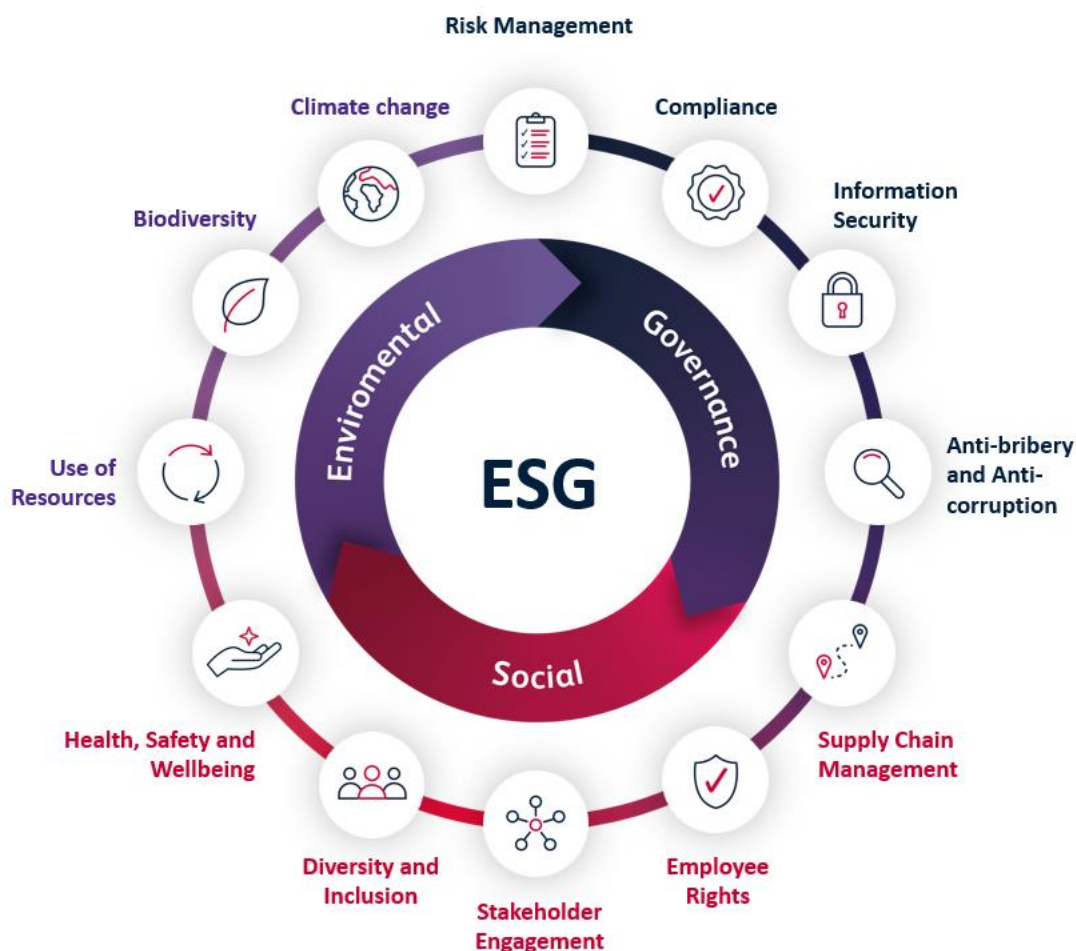 Risk Management
Climate change
Compliance
Biodiversity
Information
Security
Enviromental
Governance
ESG
Use of
Resources
Anti-bribery
and Anti-
corruption
Social
Health, Safety and
Wellbeing
Supply Chain
Management
Diversity and
Inclusion
Employee
Rights
Stakeholder
Engagement